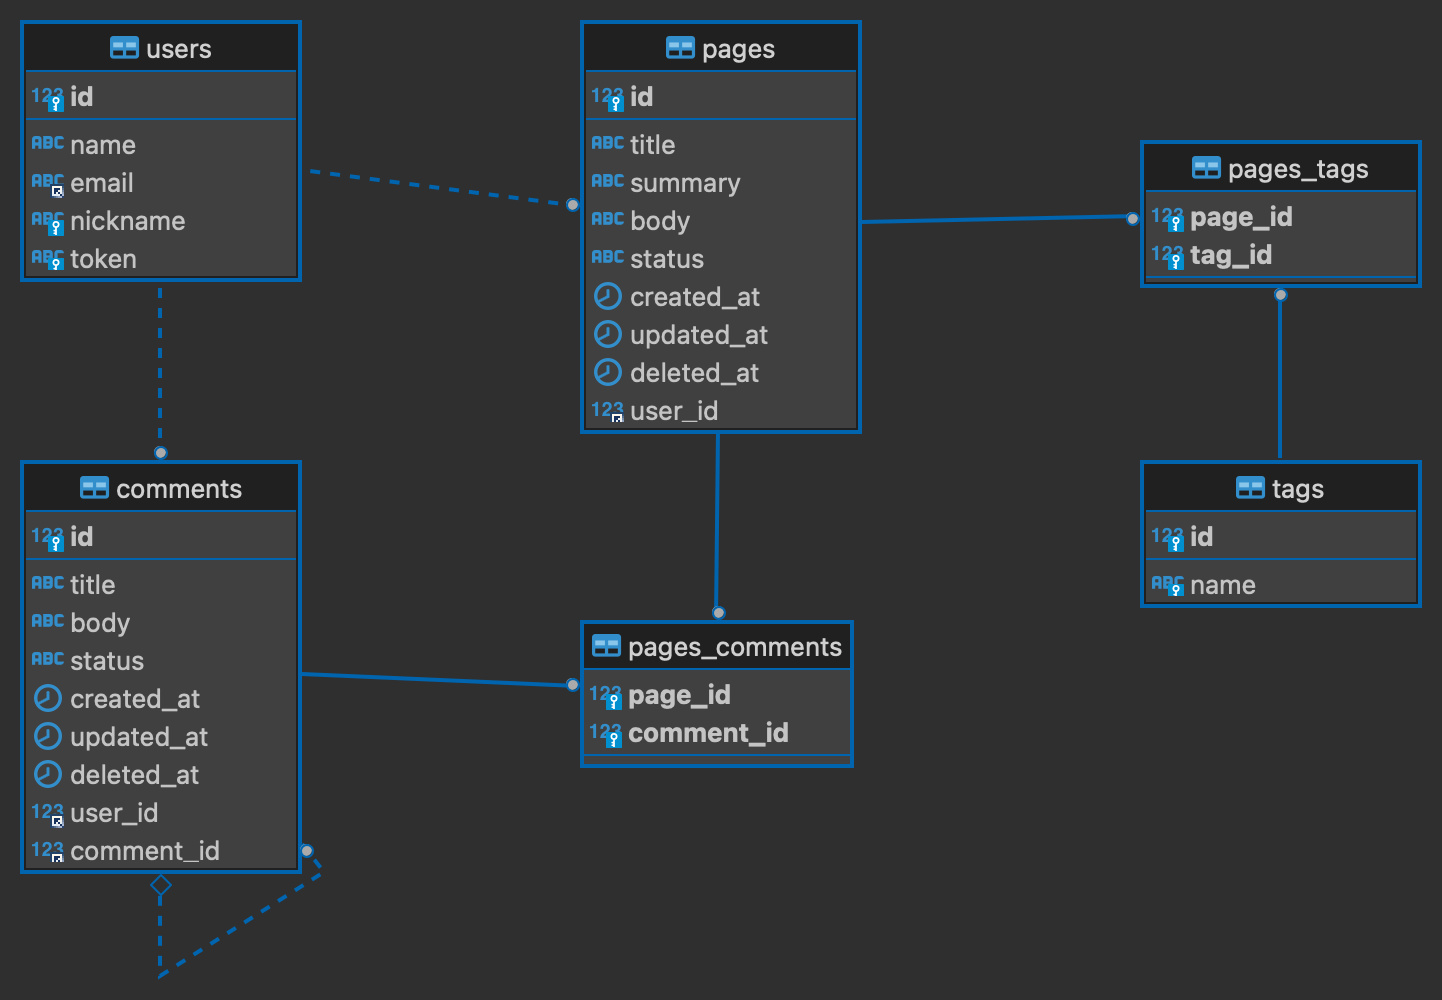 users
123 id
ABC name
ABC email
ABC nickname
ABC token
pages
123 id
ABC title
ABC summary
ABC body
ABC status
created_at
updated_at
deleted_at
123 user_id
pages_tags
123 page_id
123 tag_id
comments
123 id
ABC title
ABC body
ABC status
created_at
updated_at
deleted_at
123 user_id
123 comment_id
pages_comments
123 page_id
123 comment_id
tags
123 id
ABC name